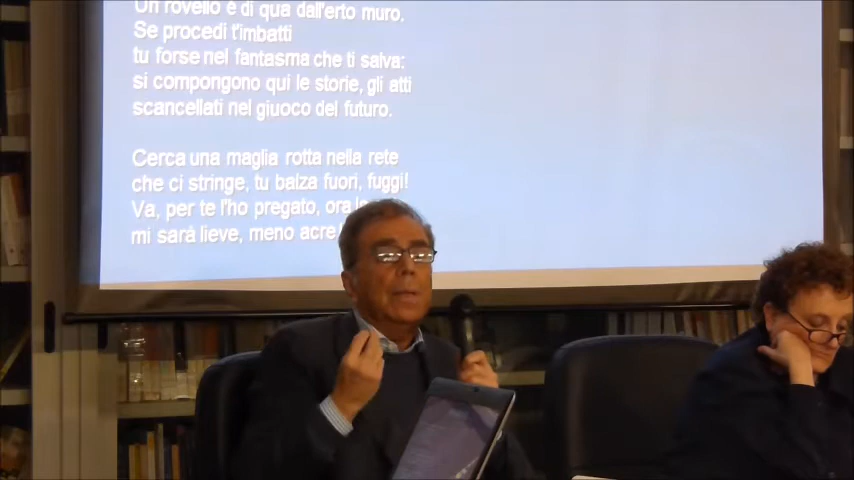 Un rovello è di qua dall'erto muro.
Se procedi t'imbatti
tu forse nel fantasma che ti salva:
si compongono qui le storie, gli atti
scancellati nel giuoco del futuro.
Cerca una maglia rotta nella rete
che ci stringe, tu balza fuori, fuggi!
Va, per te l'ho pregato, ora la
mi sarà lieve, meno acre